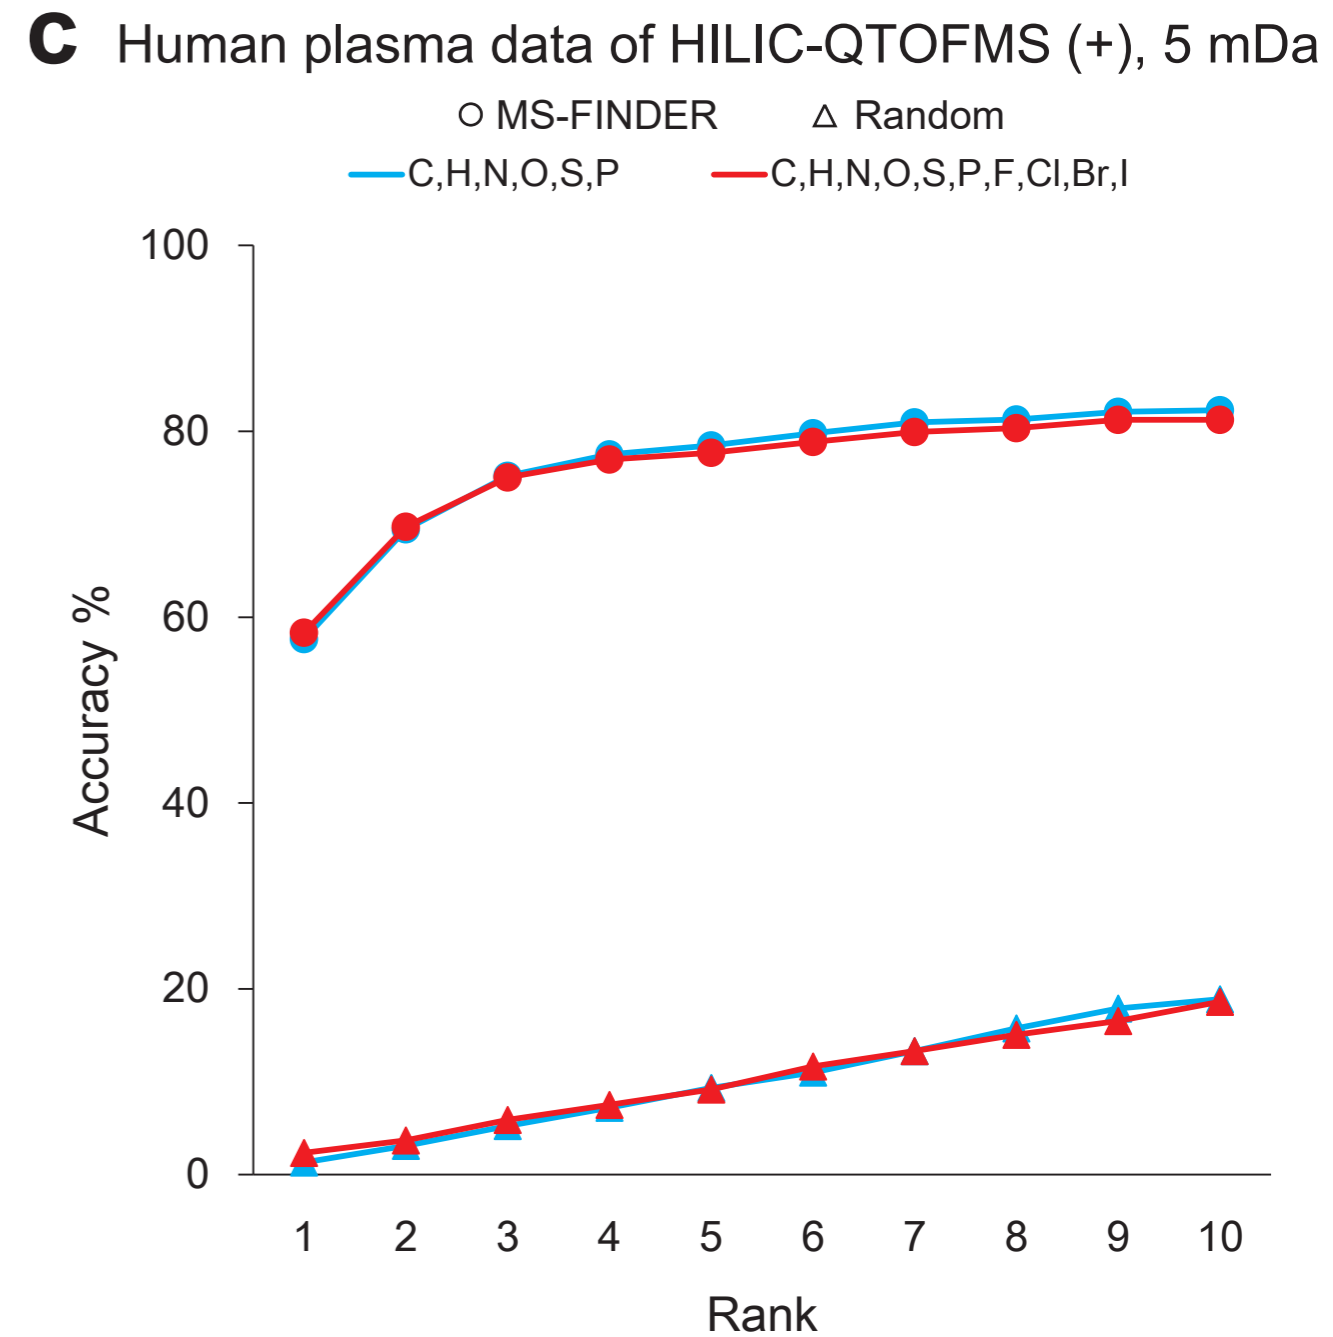 C Human plasma data of HILIC-QTOFMS (+), 5 mDa
MS-FINDER Random
C,H,N,O,S,P C,H,N,O,S,P,F,Cl,Br,I
100
80
60
40
20
0
Accuracy %
1 2 3 4 5 6 7 8 9 10
Rank